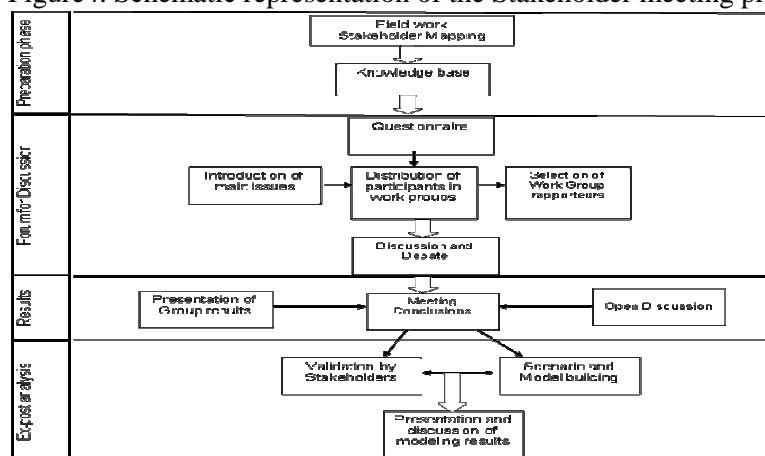 Schematic representation of the Stakeholder meeting
Preparation phase
Field work
Stakeholder Mapping
Knowledge base
Forum for Discussion
Questionnaire
Introduction of
main issues
Distribution of
participants in
work groups
Selection of
Work Group
rapporteurs
Discussion and
Debate
Results
Presentation of
Group results
Meeting
Conclusions
Open Discussion
Ex-post analysis
Validation by
Stakeholders
Scenario and
Model building
Presentation and
discussion of
modeling results